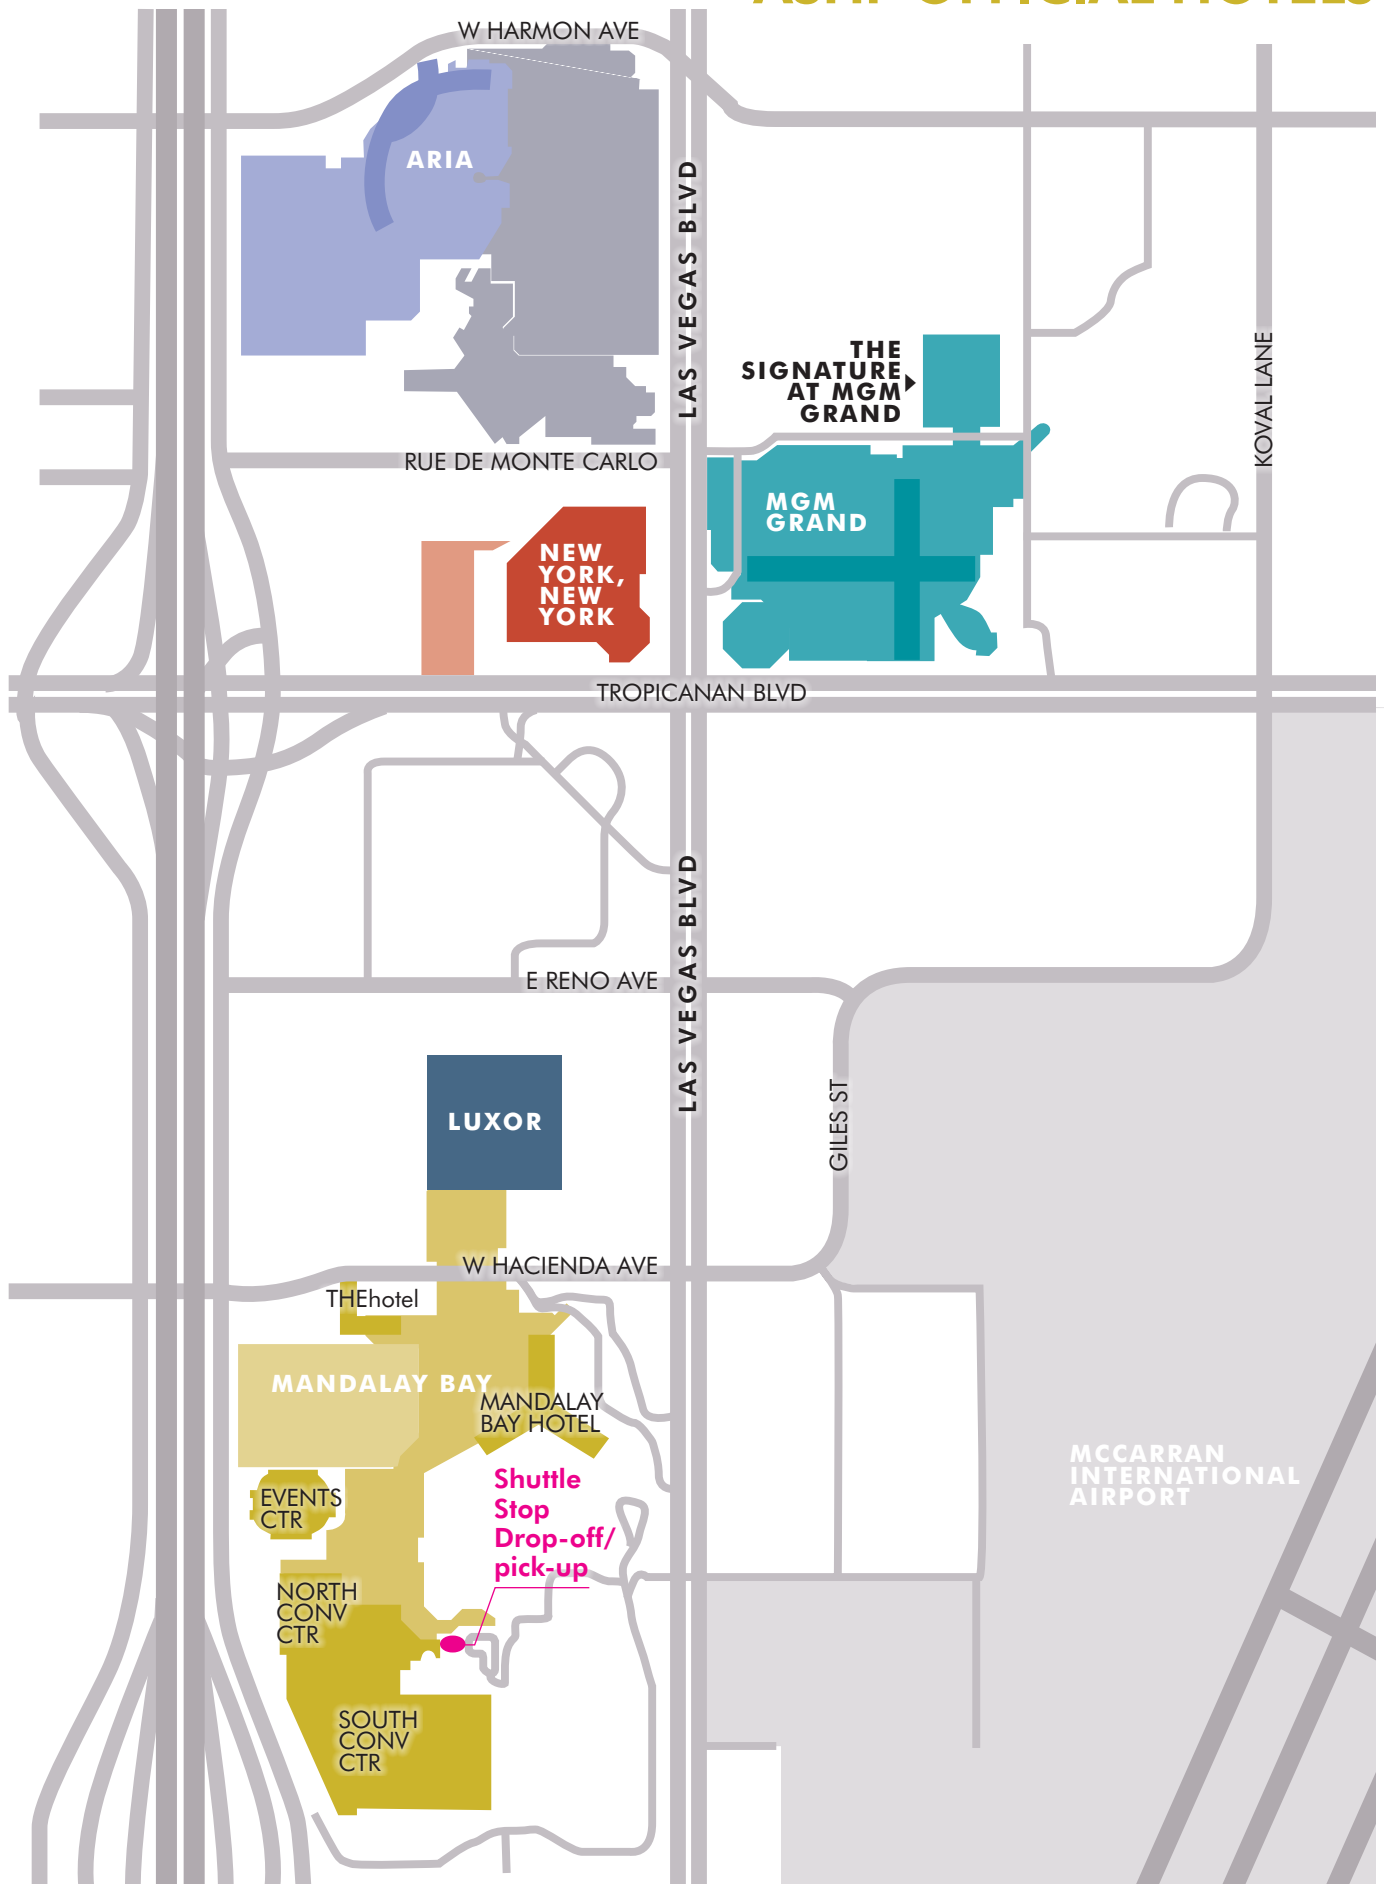 ASHP OFFICIAL HOTELS
W HARMON AVE
ARIA
LAS VEGAS BLVD
THE
SIGNATURE
AT MGM
GRAND
KOVAL LANE
RUE DE MONTE CARLO
MGM
GRAND
NEW
YORK,
NEW
YORK
TROPICANAN BLVD
LAS VEGAS BLVD
E RENO AVE
GILES ST
LUXOR
W HACIENDA AVE
THEhotel
MANDALAY BAY
MANDALAY
BAY HOTEL
MCCARRAN
INTERNATIONAL
AIRPORT
Shuttle
Stop
Drop-off/
pick-up
EVENTS
CTR
NORTH
CONV
CTR
SOUTH
CONV
CTR